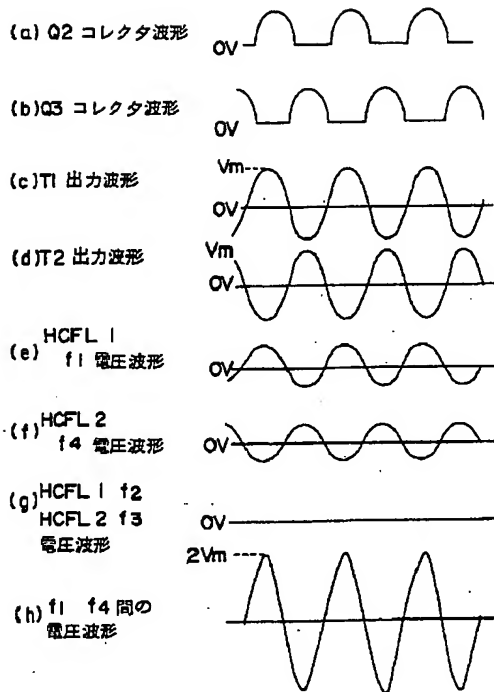 (a) Q2 コレクタ波形
0V
(b) Q3 コレクタ波形
0V
(c) T1 出力波形
Vm
0V
(d) T2 出力波形
Vm
0V
(e) HCFL 1
f1 電圧波形
0V
(f) HCFL 2
f4 電圧波形
0V
(g) HCFL 1 f2
HCFL 2 f3
電圧波形
0V
2Vm
(h) f1 f4 間の
電圧波形